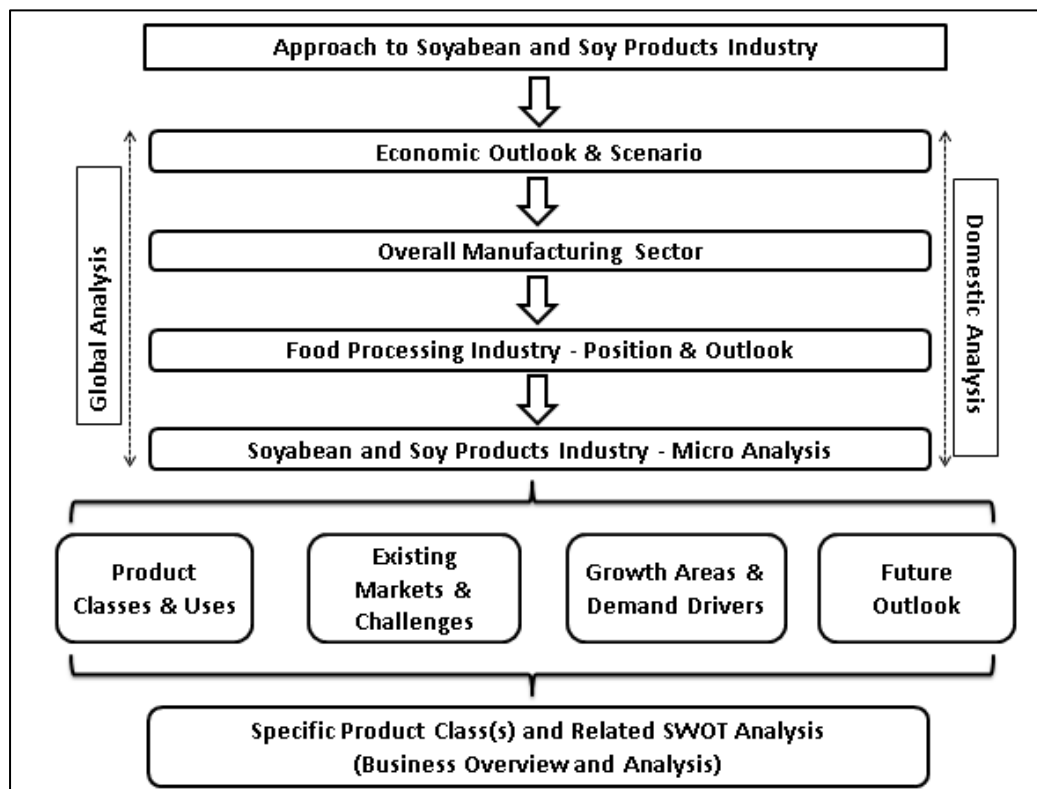 Approach to Soyabean and Soy Products Industry
Economic Outlook & Scenario
Overall Manufacturing Sector
Food Processing Industry - Position & Outlook
Soyabean and Soy Products Industry - Micro Analysis
Global Analysis
Domestic Analysis
Product
Classes & Uses
Existing
Markets &
Challenges
Growth Areas &
Demand Drivers
Future
Outlook
Specific Product Class(s) and Related SWOT Analysis
(Business Overview and Analysis)